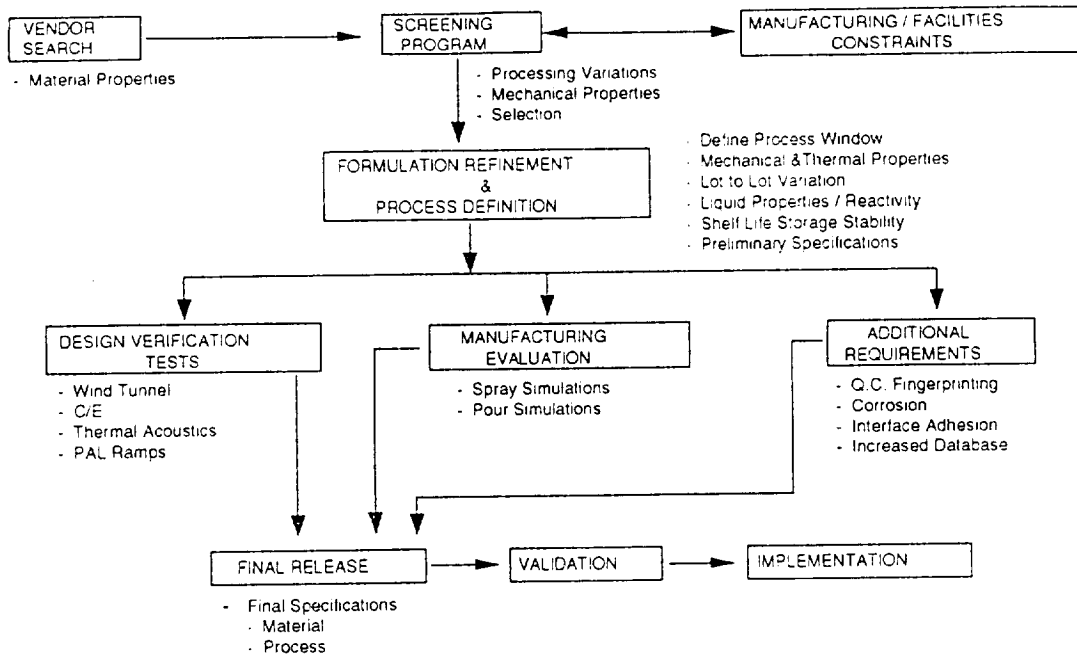 VENDOR
SEARCH
- Material Properties
SCREENING
PROGRAM
- Processing Variations
- Mechanical Properties
- Selection
MANUFACTURING / FACILITIES
CONSTRAINTS
FORMULATION REFINEMENT
&
PROCESS DEFINITION
- Define Process Window
- Mechanical & Thermal Properties
- Lot to Lot Variation
- Liquid Properties / Reactivity
- Shelf Life Storage Stability
- Preliminary Specifications
DESIGN VERIFICATION
TESTS
- Wind Tunnel
- C/E
- Thermal Acoustics
- PAL Ramps
MANUFACTURING
EVALUATION
- Spray Simulations
- Pour Simulations
ADDITIONAL
REQUIREMENTS
- Q.C. Fingerprinting
- Corrosion
- Interface Adhesion
- Increased Database
FINAL RELEASE
- Final Specifications
- Material
- Process
VALIDATION
IMPLEMENTATION